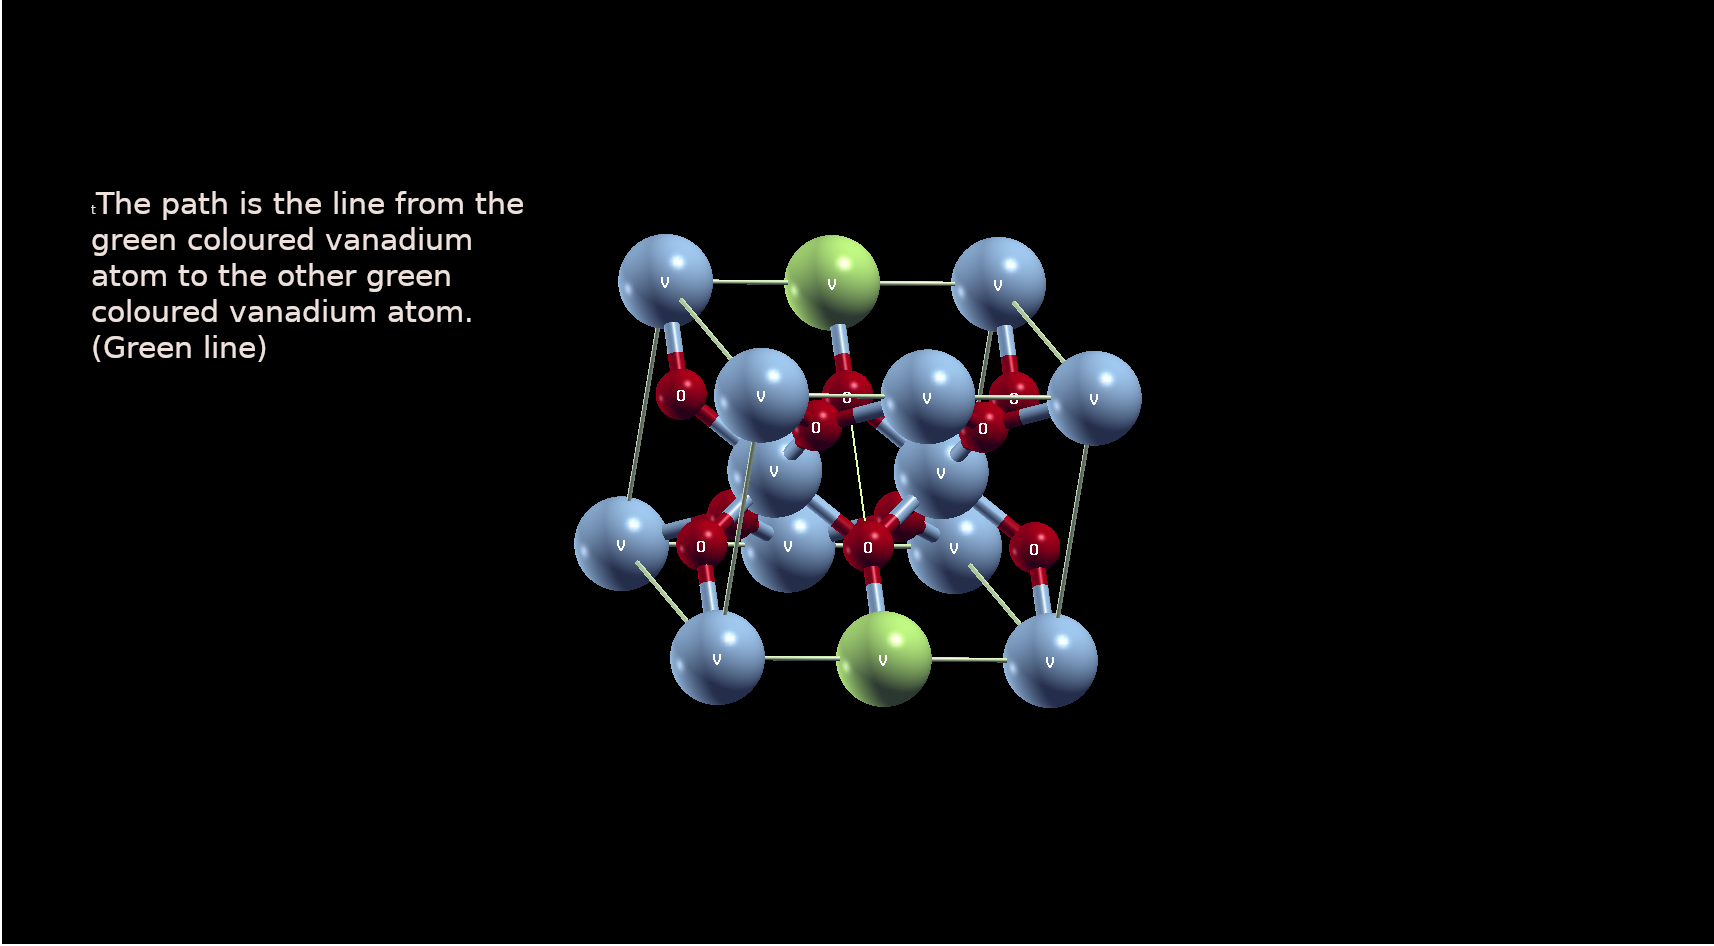 tThe path is the line from the
green coloured vanadium
atom to the other green
coloured vanadium atom.
(Green line)
V V V
V V V
O O O
O O
V V
V V V
O O O
V V V